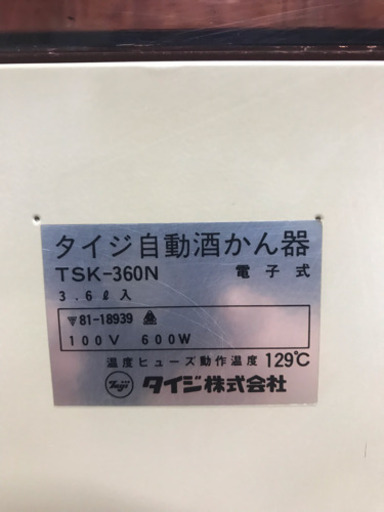 タイジ自動酒かん器
TSK-360N 電子式
3.6ℓ入
▽81-18939
100V 600W
温度ヒューズ動作温度 129℃
Taiji タイジ株式会社